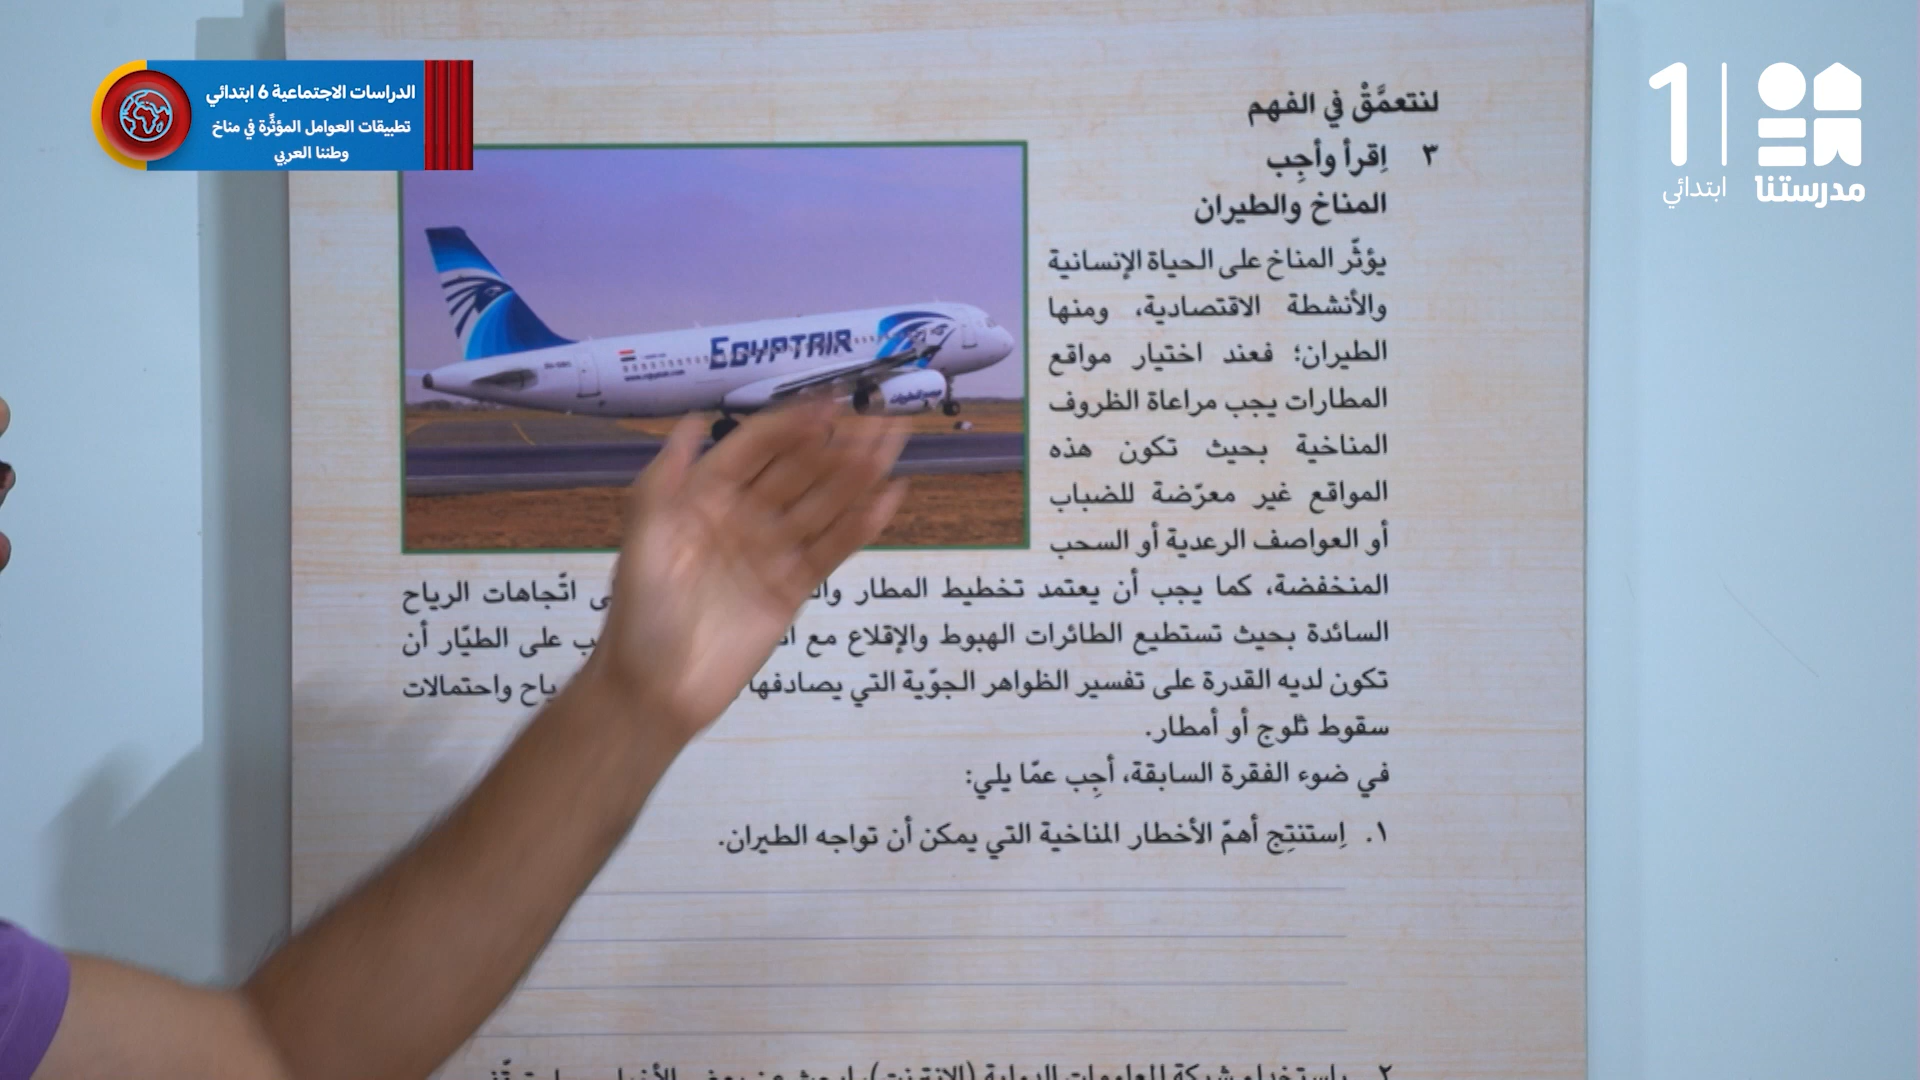 الدراسات الاجتماعية 6 ابتدائي
تطبيقات العوامل المؤثّرة في مناخ
وطننا العربي
1
ابتدائي
مدرستنا
لنتعمَّقْ في الفهم
٣ اِقرأ وأجِب
المناخ والطيران
يؤثّر المناخ على الحياة الإنسانية
والأنشطة الاقتصادية، ومنها
الطيران؛ فعند اختيار مواقع
المطارات يجب مراعاة الظروف
المناخية بحيث تكون هذه
المواقع غير معرّضة للضباب
أو العواصف الرعدية أو السحب
المنخفضة، كما يجب أن يعتمد تخطيط المطار اتّجاهات الرياح
السائدة بحيث تستطيع الطائرات الهبوط والإقلاع مع على الطيّار أن
تكون لديه القدرة على تفسير الظواهر الجوّية التي يصادفها واحتمالات
سقوط ثلوج أو أمطار.
في ضوء الفقرة السابقة، أجِب عمّا يلي:
١. اِستنتِج أهمّ الأخطار المناخية التي يمكن أن تواجه الطيران.
EGYPTAIR
www.egyptair.com